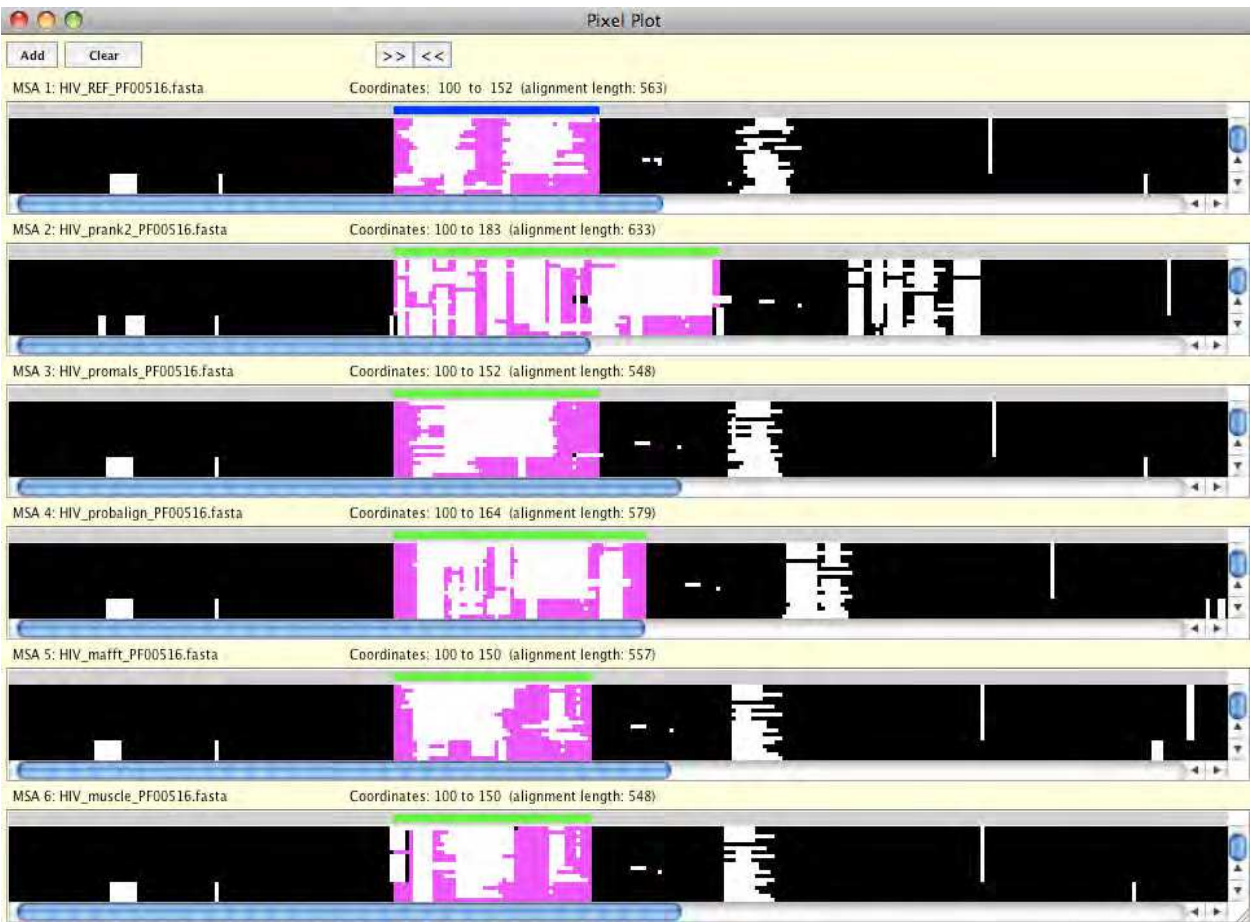 Pixel Plot
Add Clear >> <<
MSA 1: HIV_REF_PF00516.fasta Coordinates: 100 to 152 (alignment length: 563)
MSA 2: HIV_prank2_PF00516.fasta Coordinates: 100 to 183 (alignment length: 633)
MSA 3: HIV_promals_PF00516.fasta Coordinates: 100 to 152 (alignment length: 548)
MSA 4: HIV_probalign_PF00516.fasta Coordinates: 100 to 164 (alignment length: 579)
MSA 5: HIV_mafft_PF00516.fasta Coordinates: 100 to 150 (alignment length: 557)
MSA 6: HIV_muscle_PF00516.fasta Coordinates: 100 to 150 (alignment length: 548)